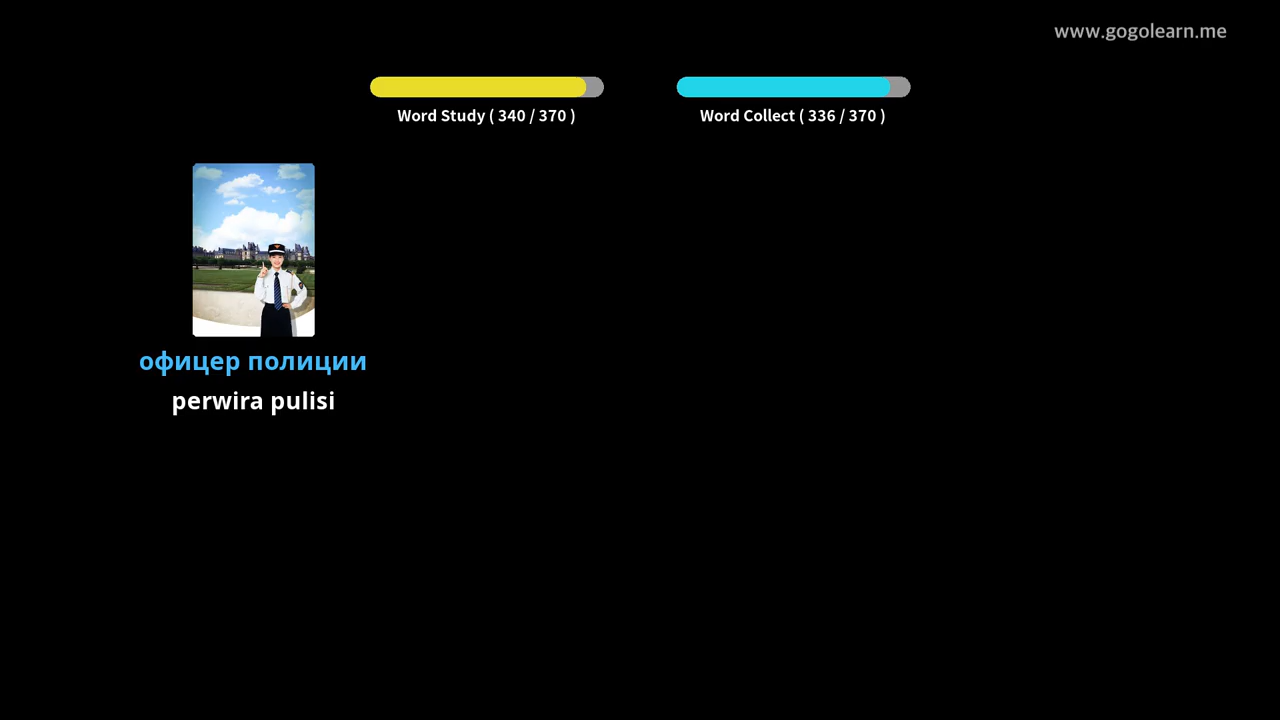 www.gogolearn.me
Word Study ( 340 / 370 )
Word Collect ( 336 / 370 )
офицер полиции
perwira pulisi